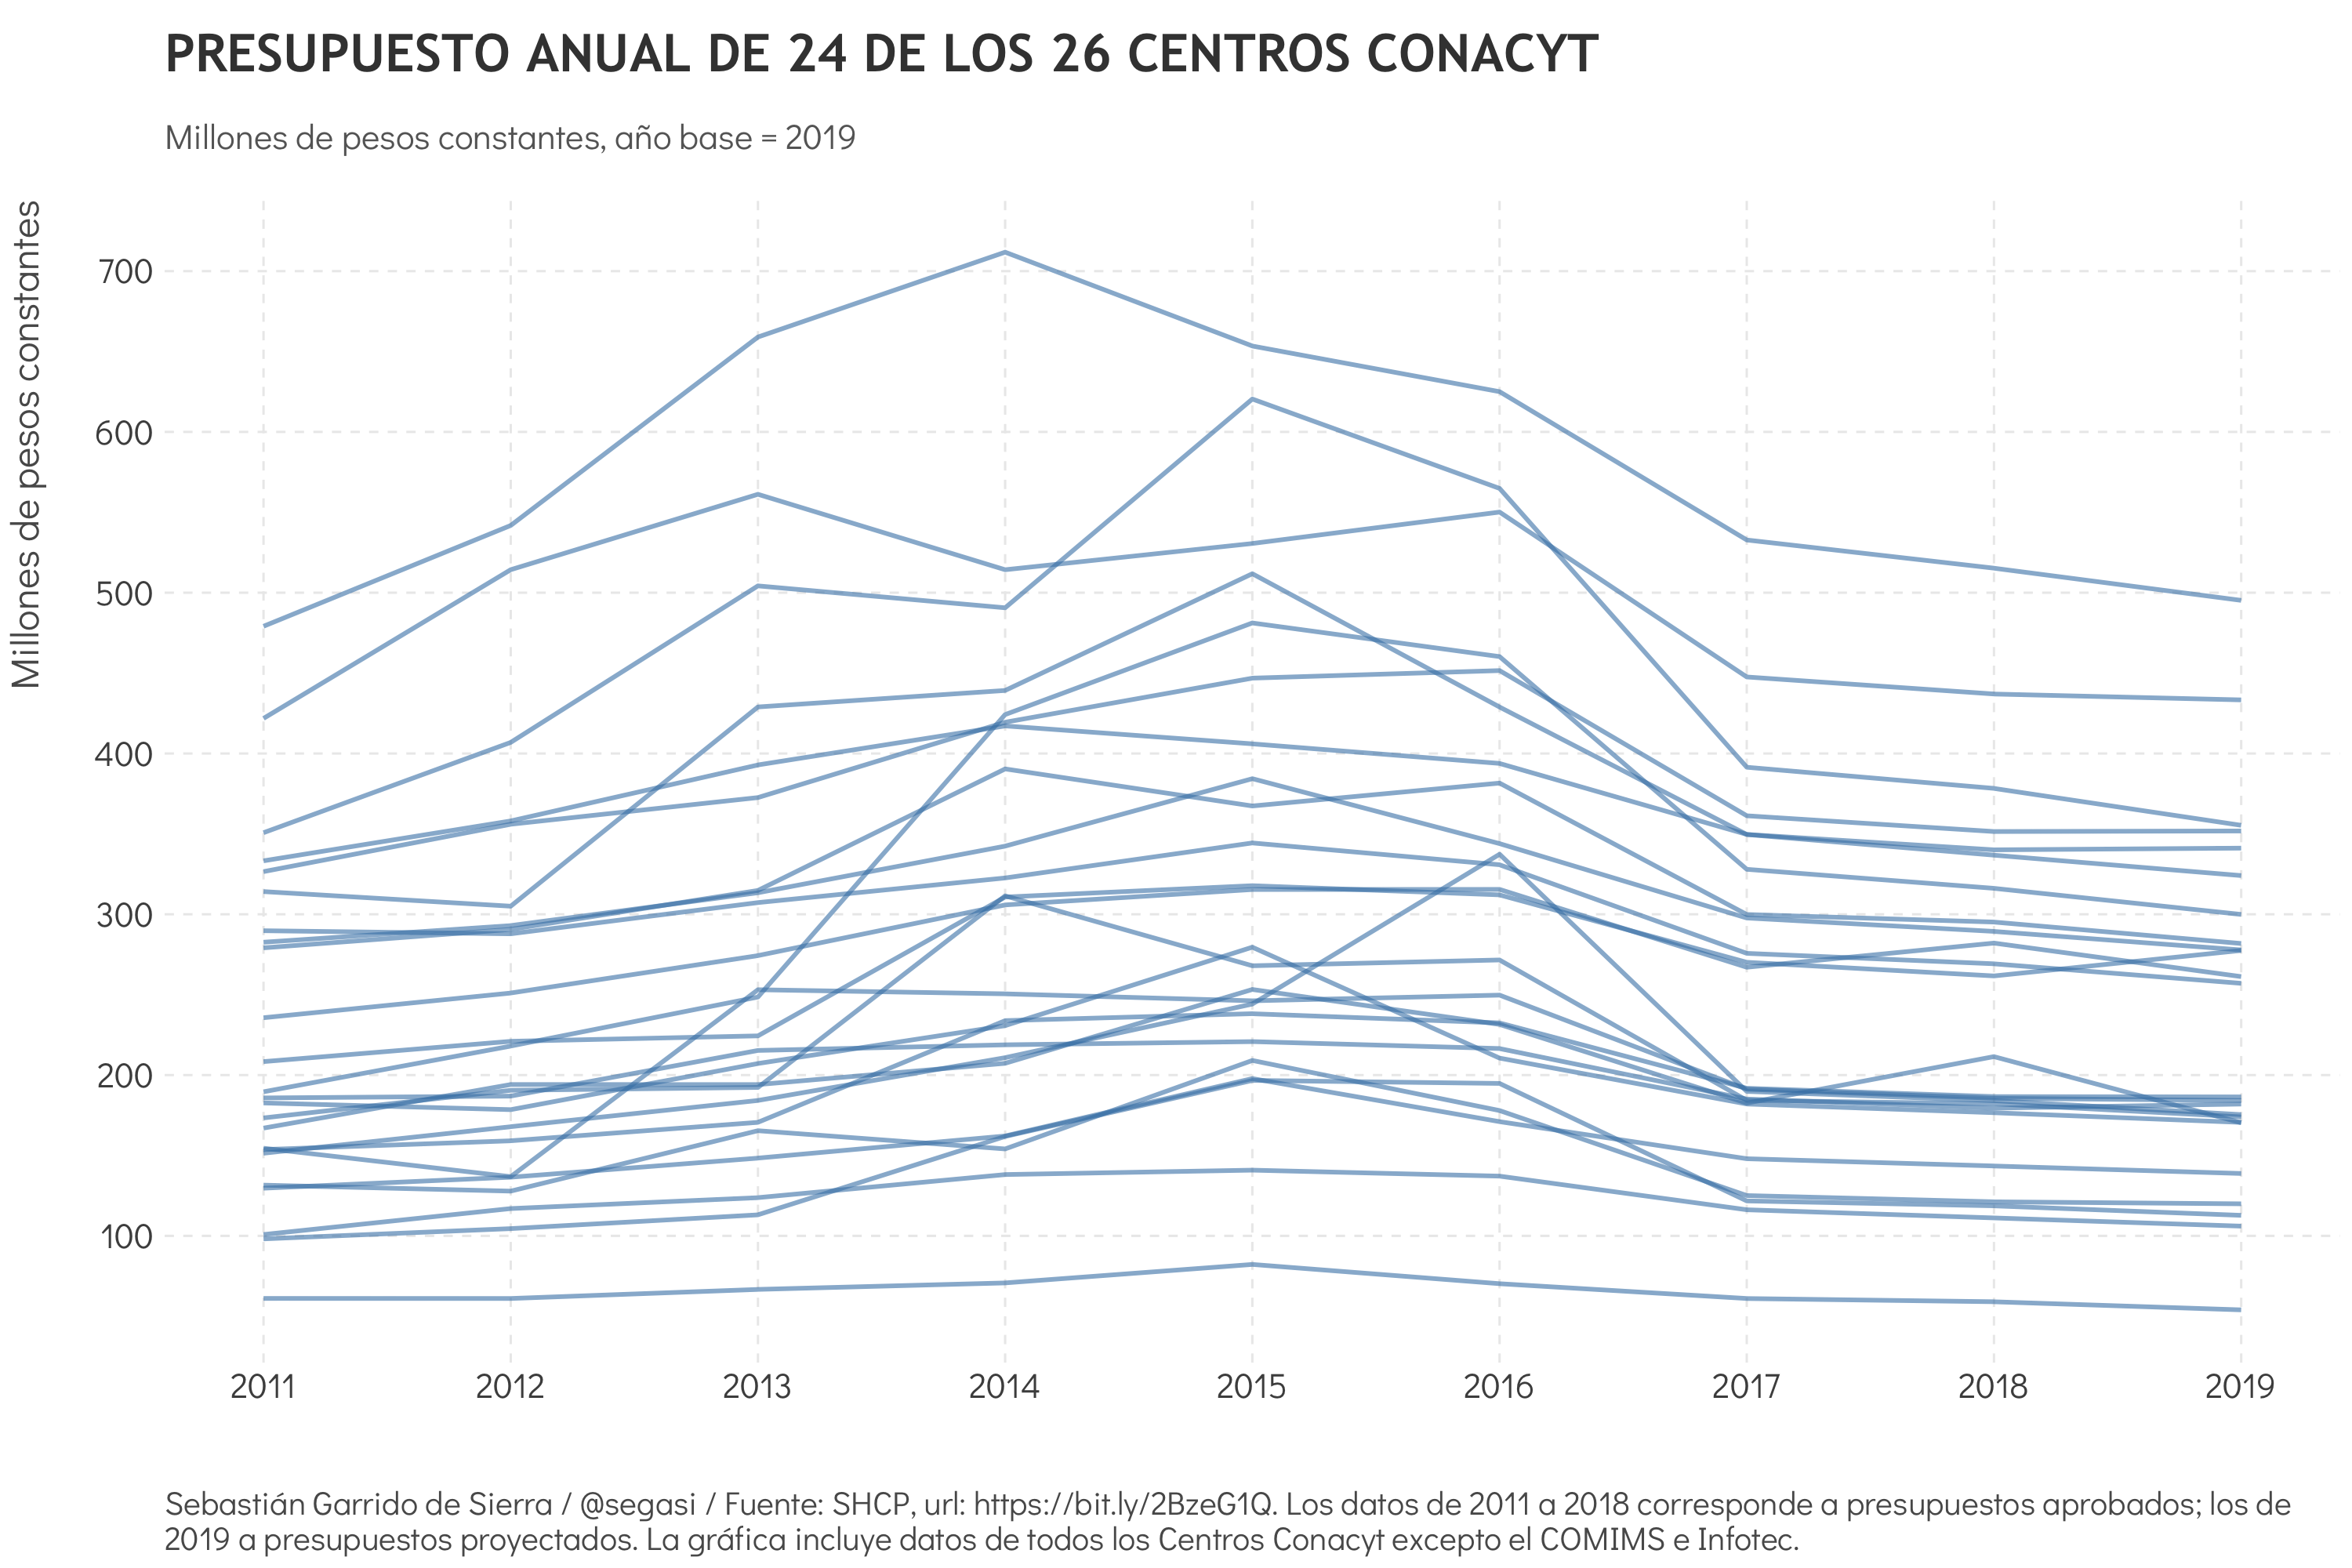 PRESUPUESTO ANUAL DE 24 DE LOS 26 CENTROS CONACYT
Millones de pesos constantes, año base = 2019
Millones de pesos constantes
700
600
500
400
300
200
100
2011 2012 2013 2014 2015 2016 2017 2018 2019
Sebastián Garrido de Sierra / @segasi / Fuente: SHCP, url: https://bit.ly/2BzeG1Q. Los datos de 2011 a 2018 corresponde a presupuestos aprobados; los de
2019 a presupuestos proyectados. La gráfica incluye datos de todos los Centros Conacyt excepto el COMIMS e Infotec.